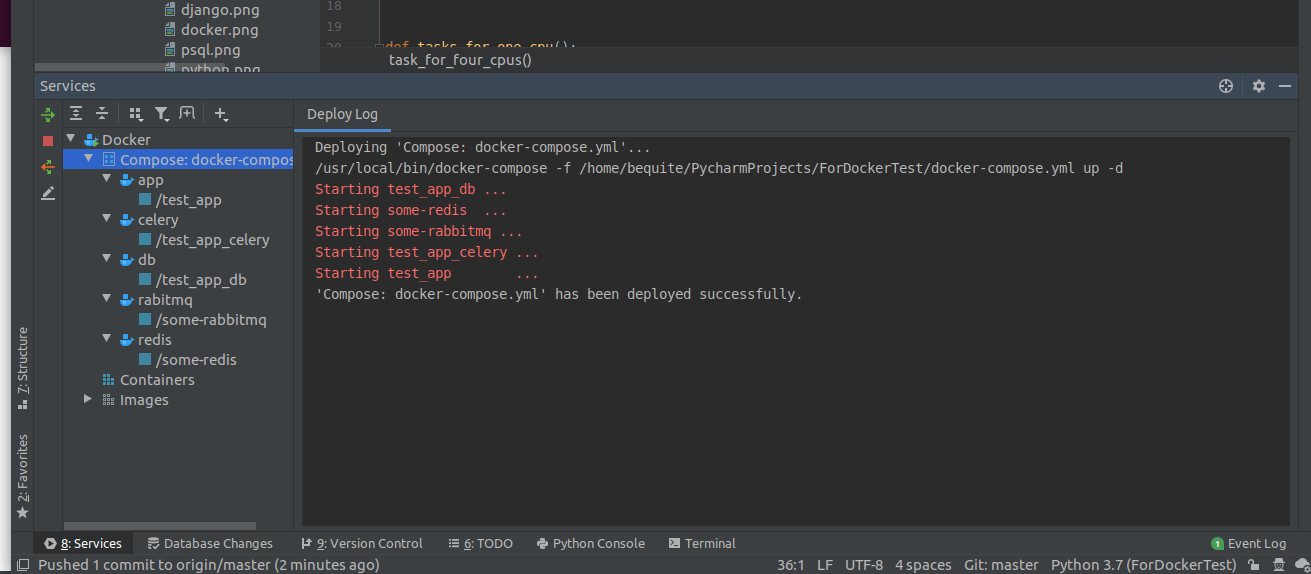 django.png
docker.png
psql.png
python.png
18
19
20
def tasks_for_one_cpu():
task_for_four_cpus()
Services
Deploy Log
Docker
Compose: docker-compos
app
/test_app
celery
/test_app_celery
db
/test_app_db
rabitmq
/some-rabbitmq
redis
/some-redis
Containers
Images
Deploying 'Compose: docker-compose.yml'...
/usr/local/bin/docker-compose -f /home/bequite/PycharmProjects/ForDockerTest/docker-compose.yml up -d
Starting test_app_db ...
Starting some-redis  ...
Starting some-rabbitmq ...
Starting test_app_celery ...
Starting test_app        ...
'Compose: docker-compose.yml' has been deployed successfully.
7: Structure
2: Favorites
8: Services
Database Changes
9: Version Control
6: TODO
Python Console
Terminal
1 Event Log
Pushed 1 commit to origin/master (2 minutes ago)
36:1 LF UTF-8 4 spaces Git: master Python 3.7 (ForDockerTest)